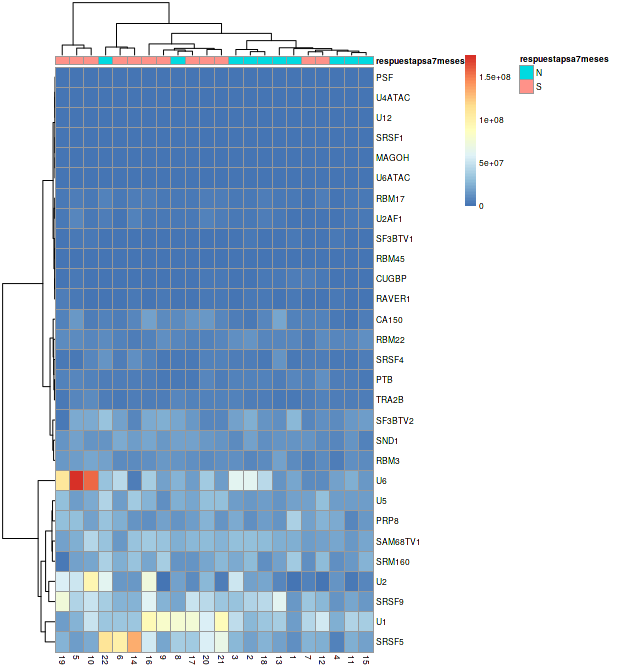 respuestapsa7meses
1.5e+08
1e+08
5e+07
0
respuestapsa7meses
N
S
PSF
U4ATAC
U12
SRSF1
MAGOH
U6ATAC
RBM17
U2AF1
SF3BTV1
RBM45
CUGBP
RAVER1
CA150
RBM22
SRSF4
PTB
TRA2B
SF3BTV2
SND1
RBM3
U6
U5
PRP8
SAM68TV1
SRM160
U2
SRSF9
U1
SRSF5
19 5 10 22 6 14 16 9 8 17 20 21 3 2 18 13 1 7 12 4 11 15